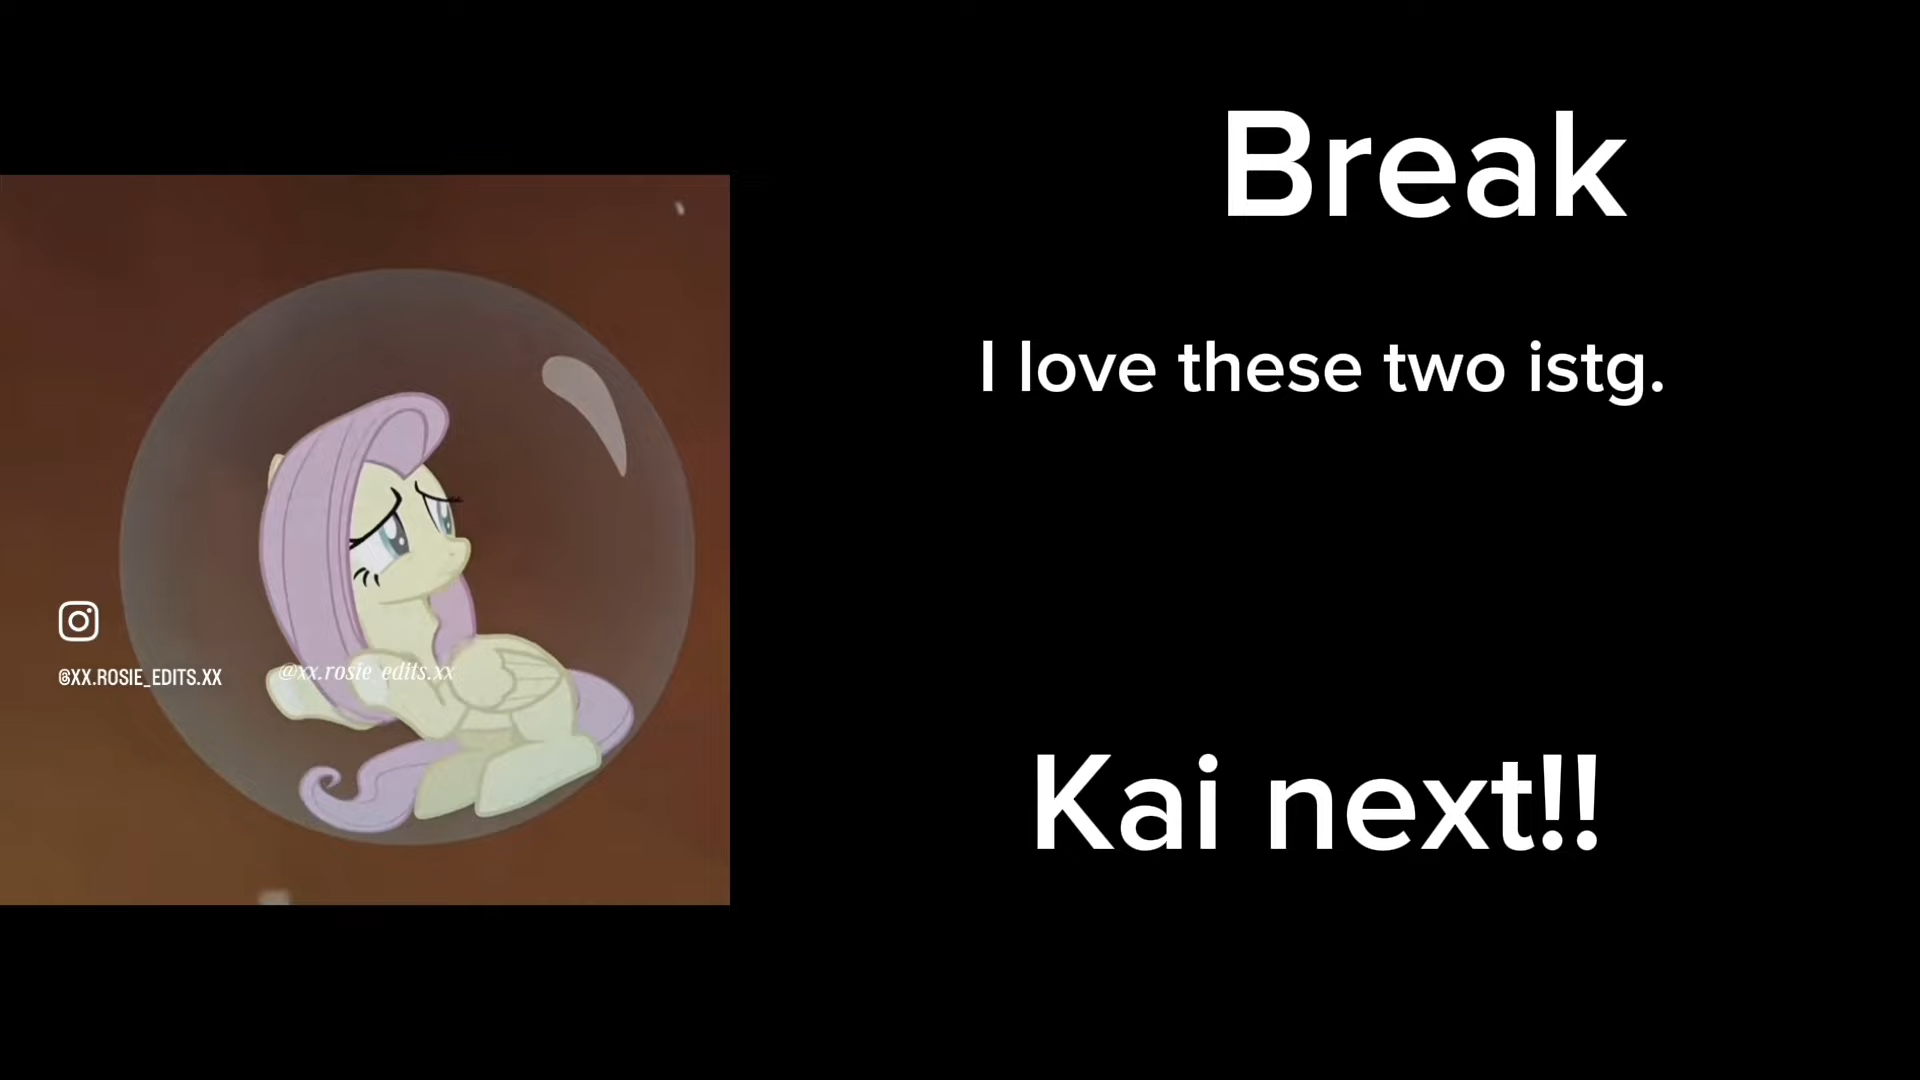 Break
I love these two istg.
@XX.ROSIE_EDITS.XX
@xx.rosie_edits.xx
Kai next!!